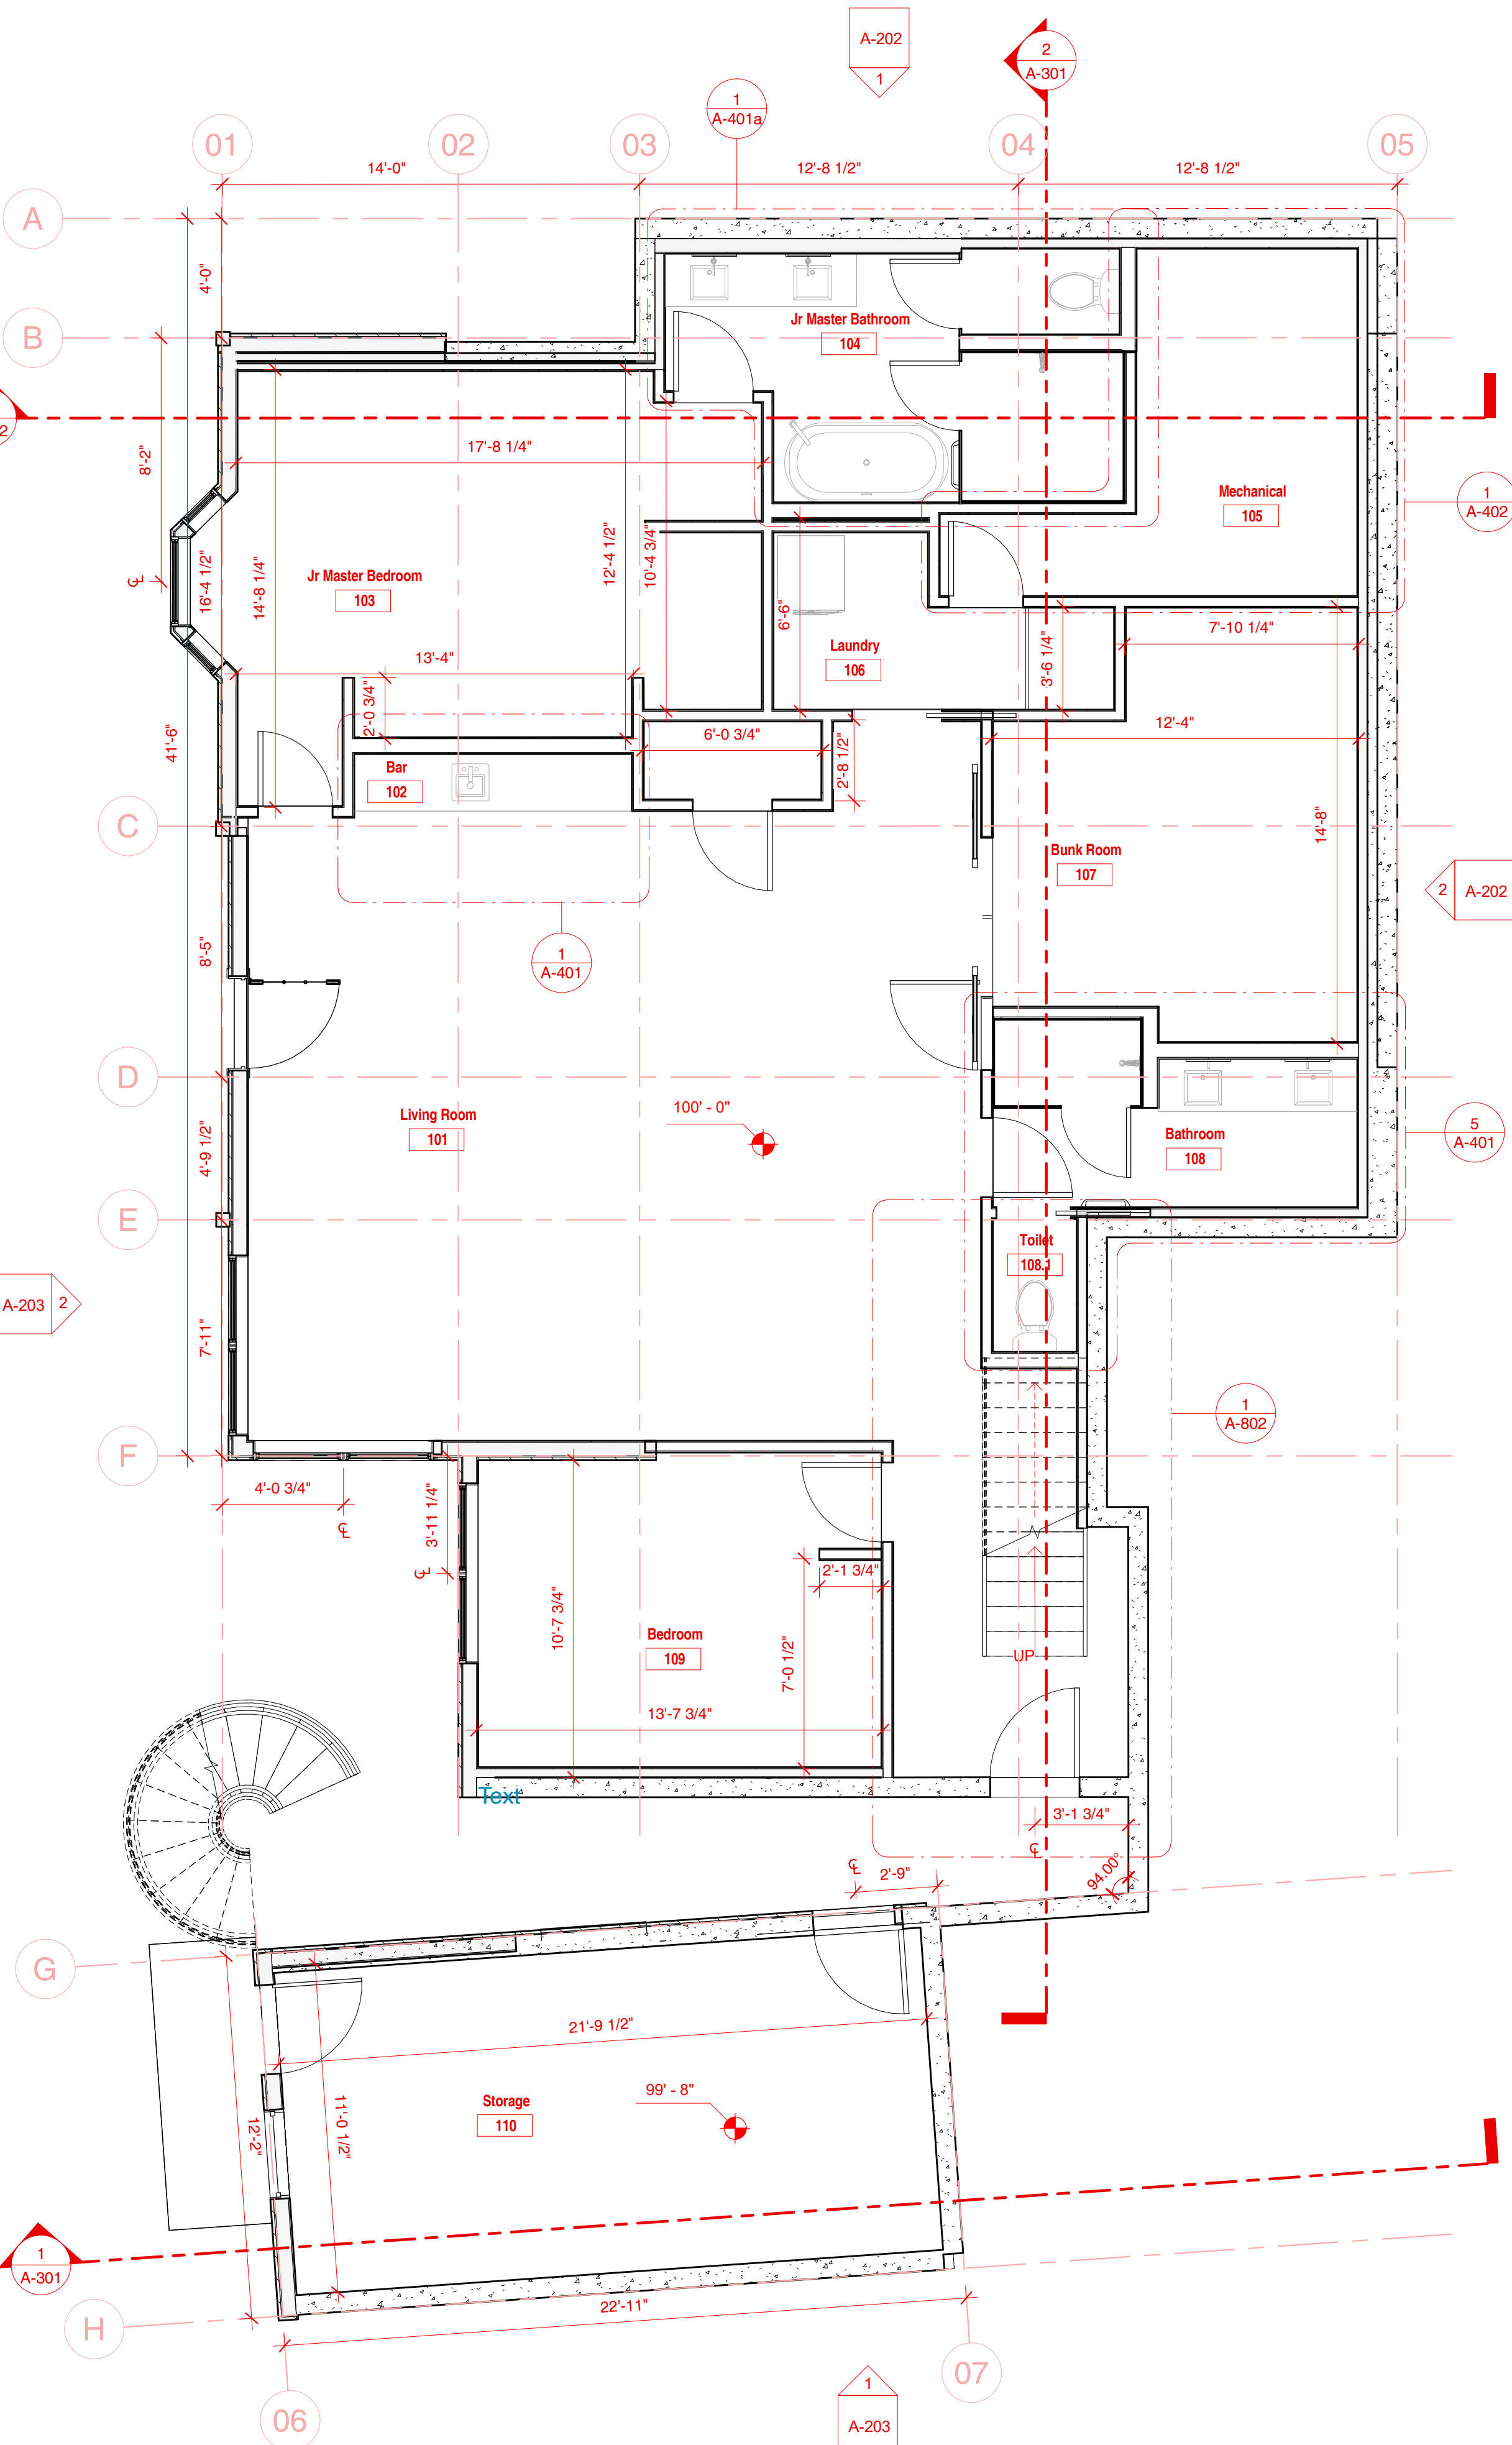 A-202
1
2
A-301
1
A-401a
01
02
03
04
05
14'-0"
12'-8 1/2"
12'-8 1/2"
A
4'-0"
B
Jr Master Bathroom
104
2
8'-2"
17'-8 1/4"
Mechanical
105
1
A-402
℄
16'-4 1/2"
14'-8 1/4"
Jr Master Bedroom
103
12'-4 1/2"
10'-4 3/4"
6'-6"
Laundry
106
3'-6 1/4"
7'-10 1/4"
13'-4"
2'-0 3/4"
41'-6"
6'-0 3/4"
2'-8 1/2"
12'-4"
Bar
102
C
14'-8"
Bunk Room
107
2
A-202
8'-5"
1
A-401
D
Living Room
101
100' - 0"
4'-9 1/2"
Bathroom
108
5
A-401
E
Toilet
108.1
A-203
2
7'-11"
1
A-802
F
4'-0 3/4"
℄
3'-11 1/4"
℄
2'-1 3/4"
10'-7 3/4"
Bedroom
109
7'-0 1/2"
UP
13'-7 3/4"
Text
3'-1 3/4"
℄
℄
2'-9"
94.00°
G
21'-9 1/2"
12'-2"
11'-0 1/2"
Storage
110
99' - 8"
1
A-301
H
22'-11"
07
06
1
A-203